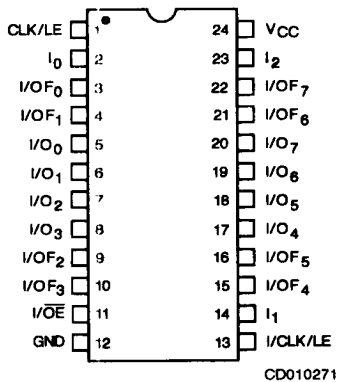 CLK/LE 1 24 VCC
I0 2 23 I2
I/OF0 3 22 I/OF7
I/OF1 4 21 I/OF6
I/O0 5 20 I/O7
I/O1 6 19 I/O6
I/O2 7 18 I/O5
I/O3 8 17 I/O4
I/OF2 9 16 I/OF5
I/OF3 10 15 I/OF4
I/O̅E̅ 11 14 I1
GND 12 13 I/CLK/LE
CD010271